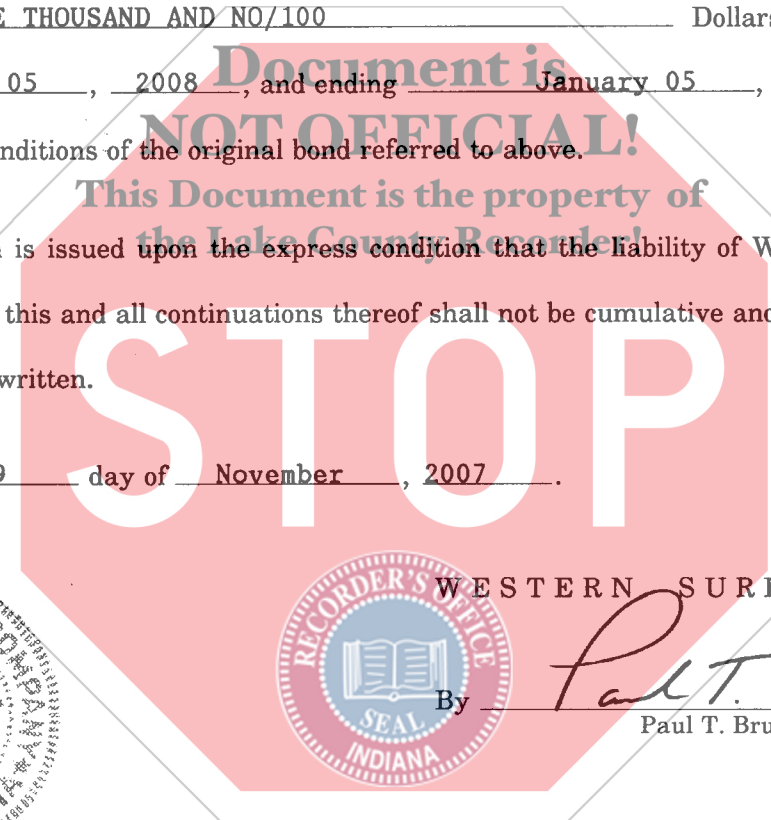 THOUSAND AND NO/100 Dollars
05, 2008, and ending January 05,
Document is
NOT OFFICIAL!
of the original bond referred to above.
This Document is the property of
is issued upon the express condition that the liability of
the Lake County Recorder!
this and all continuations thereof shall not be cumulative and
STOP
written.
day of November, 2007.
WESTERN
RECORDER'S OFFICE
SEAL
INDIANA
By Paul T.
Paul T.
COMPANY